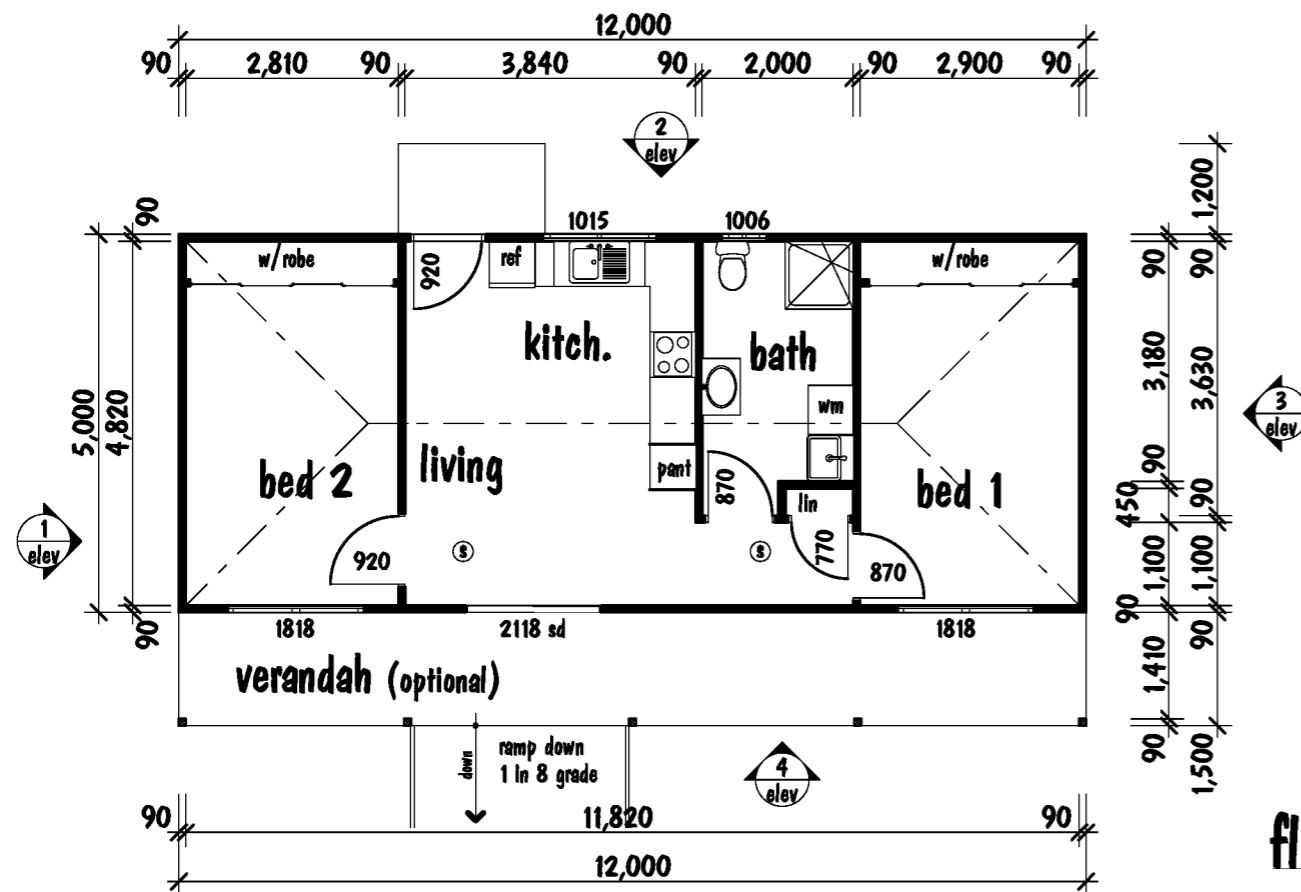 12,000
90 2,810 90 3,840 90 2,000 90 2,900 90
2
elev
1,200
90
1015 1006
90 90
w/robe
920
ref
w/robe
kitch.
bath
3,180 3,630
5,000
4,820
3
elev
wm
living
pant
bed 2
bed 1
870
lin
90 90
450
1
elev
S S
920
770
870
1,100 1,100
90
1818
2118 sd
1818
90 90
verandah (optional)
1,410
ramp down
1 in 8 grade
down
4
elev
90 1,500
90 11,820 90
12,000
fl